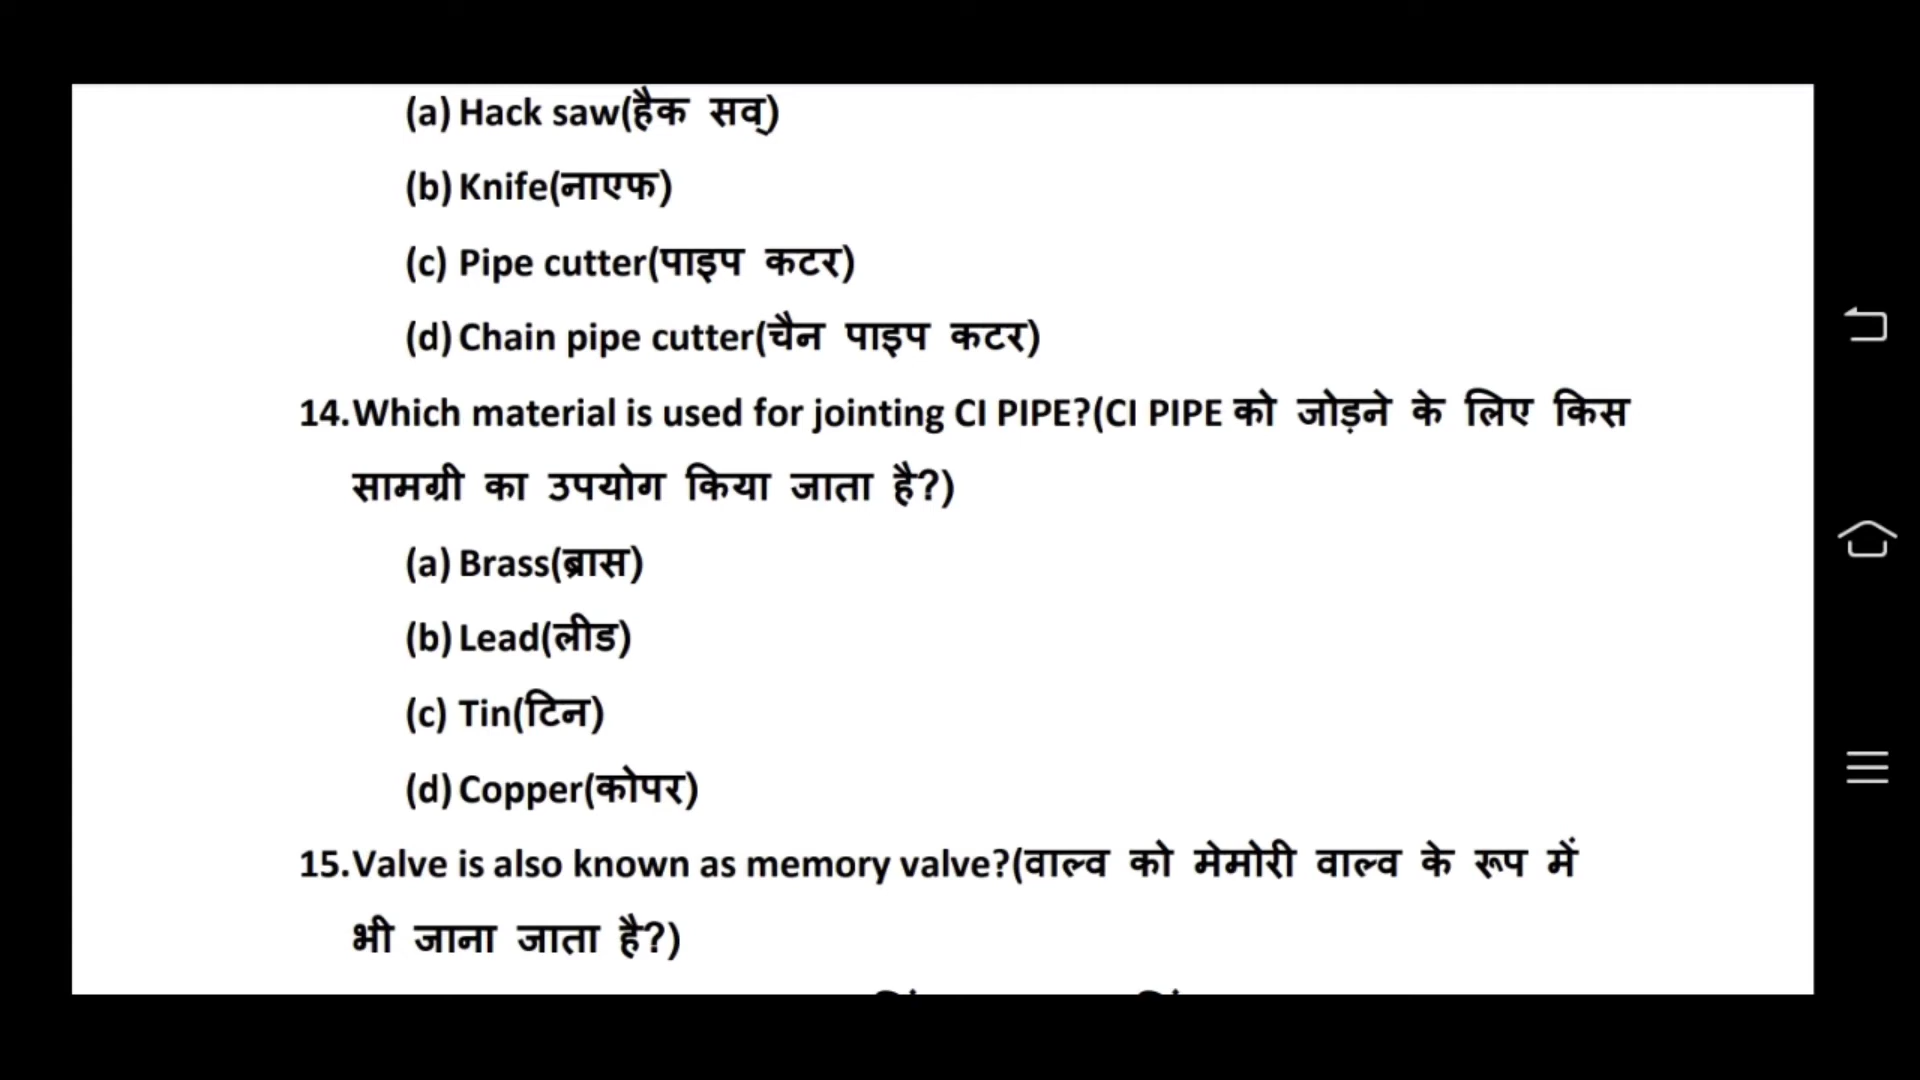 (a) Hack saw(हैक सव्)
(b) Knife(नाएफ)
(c) Pipe cutter(पाइप कटर)
(d) Chain pipe cutter(चैन पाइप कटर)
14.Which material is used for jointing CI PIPE?(CI PIPE को जोड़ने के लिए किस
सामग्री का उपयोग किया जाता है?)
(a) Brass(ब्रास)
(b) Lead(लीड)
(c) Tin(टिन)
(d) Copper(कोपर)
15.Valve is also known as memory valve?(वाल्व को मेमोरी वाल्व के रूप में
भी जाना जाता है?)